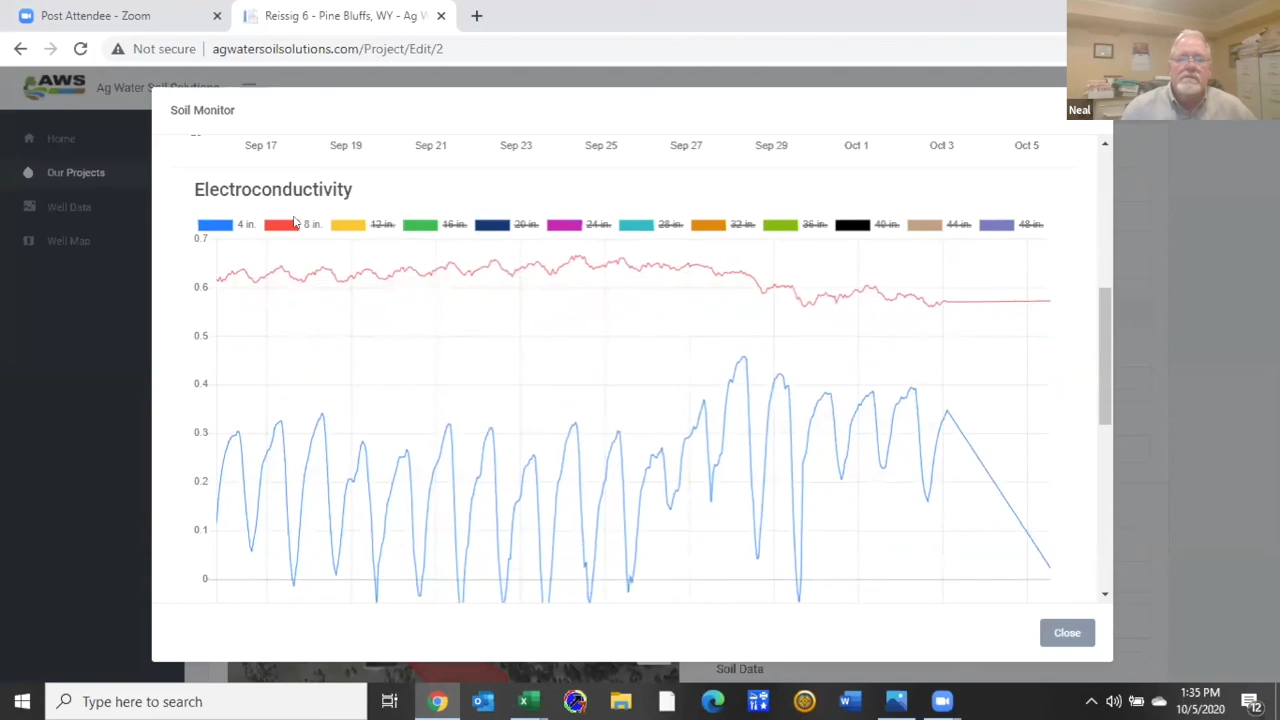 Post Attendee - Zoom
Reissig 6 - Pine Bluffs, WY - Ag W
Not secure
agwatersoilsolutions.com/Project/Edit/2
Neal
AWS
Ag Water Soil Solutions
Home
Our Projects
Well Data
Well Map
Soil Monitor
Sep 17 Sep 19 Sep 21 Sep 23 Sep 25 Sep 27 Sep 29 Oct 1 Oct 3 Oct 5
Electroconductivity
4 in. 8 in. 12 in. 16 in. 20 in. 24 in. 28 in. 32 in. 36 in. 40 in. 44 in. 48 in.
0.7
0.6
0.5
0.4
0.3
0.2
0.1
0
Close
Soil Data
Type here to search
1:35 PM
10/5/2020
12